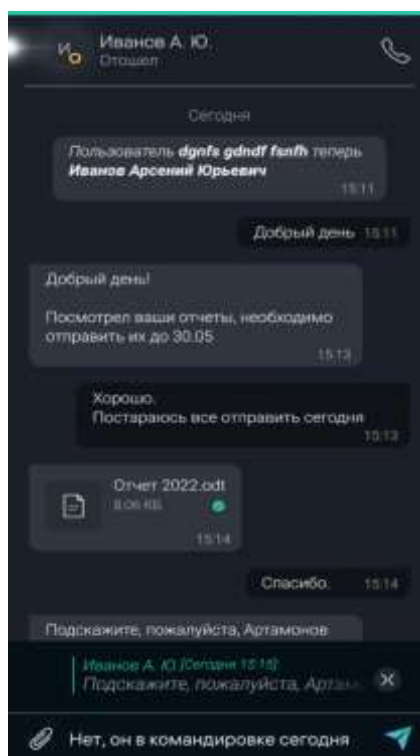 Иванов А. Ю.
Отошел
Сегодня
Пользователь dgnfs gdndf fsnfh теперь
Иванов Арсений Юрьевич
15:11
Добрый день 15:11
Добрый день!
Посмотрел ваши отчеты, необходимо
отправить их до 30.05
15:13
Хорошо.
Постараюсь все отправить сегодня
15:13
Отчет 2022.odt
8.06 КБ
15:14
Спасибо. 15:14
Подскажите, пожалуйста, Артамонов
Иванов А. Ю [Сегодня 15:15]:
Подскажите, пожалуйста, Артам
Нет, он в командировке сегодня